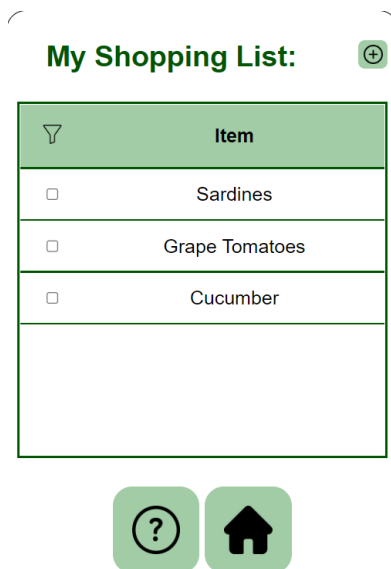 My Shopping List:
Item
Sardines
Grape Tomatoes
Cucumber
?